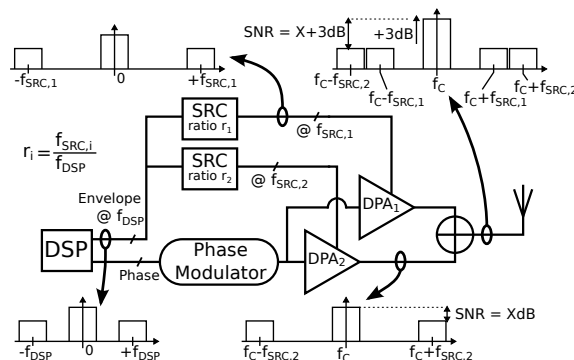 SNR = X+3dB
+3dB
-f_SRC,1
0
+f_SRC,1
f_C-f_SRC,2
f_C-f_SRC,1
f_C
f_C+f_SRC,1
f_C+f_SRC,2
SRC
ratio r_1
@ f_SRC,1
r_i = f_SRC,i / f_DSP
SRC
ratio r_2
@ f_SRC,2
Envelope
@ f_DSP
DPA_1
DSP
Phase
Phase
Modulator
DPA_2
SNR = XdB
-f_DSP
0
+f_DSP
f_C-f_SRC,2
f_C
f_C+f_SRC,2